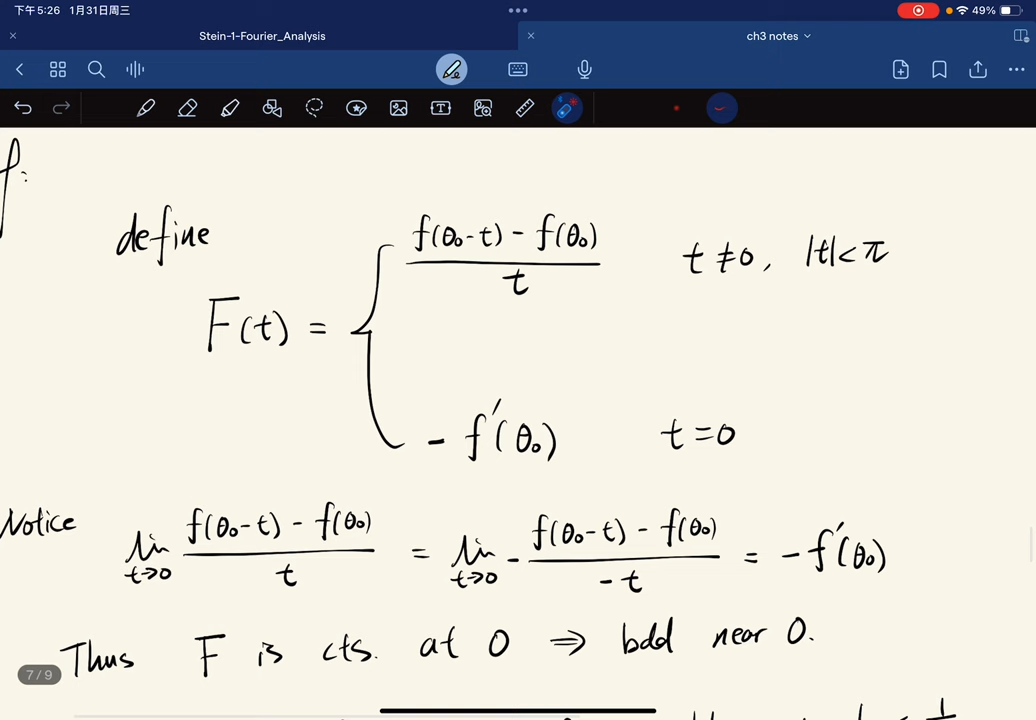 下午5:26 1月31日周三
49%
Stein-1-Fourier_Analysis
ch3 notes
f:
define
F(t) = { (f(θ₀-t) - f(θ₀))/t t ≠ 0, |t| < π
- f'(θ₀) t = 0
Notice lim_{t→0} (f(θ₀-t) - f(θ₀))/t = lim_{t→0} - (f(θ₀-t) - f(θ₀))/(-t) = - f'(θ₀)
Thus F is cts. at 0 ⇒ bdd near 0.
7/9